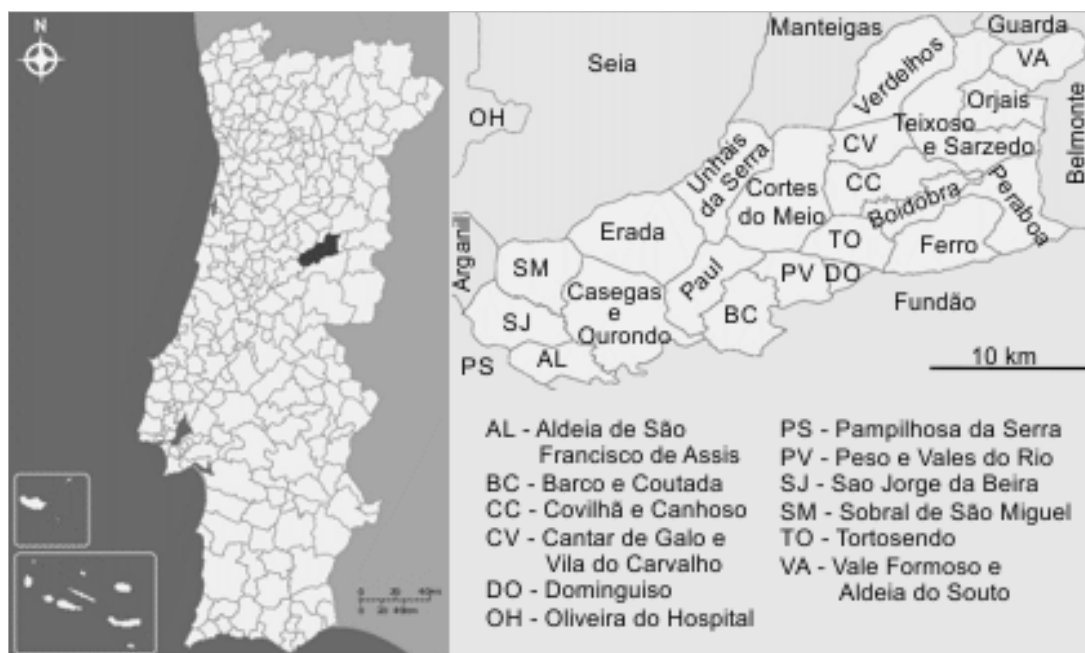 N
Manteigas
Guarda
Seia
VA
Verdelhos
Belmonte
OH
Orjais
Teixoso
e Sarzedo
CV
Unhais
da Serra
CC
Cortes
do Meio
Boidobra
Peraboa
Erada
TO
Ferro
Arganil
SM
Paul
PV
DO
Casegas
e
Ourondo
Fundão
SJ
BC
AL
PS
10 km
AL - Aldeia de São
Francisco de Assis
BC - Barco e Coutada
CC - Covilhã e Canhoso
CV - Cantar de Galo e
Vila do Carvalho
DO - Dominguiso
OH - Oliveira do Hospital
PS - Pampilhosa da Serra
PV - Peso e Vales do Rio
SJ - Sao Jorge da Beira
SM - Sobral de São Miguel
TO - Tortosendo
VA - Vale Formoso e
Aldeia do Souto